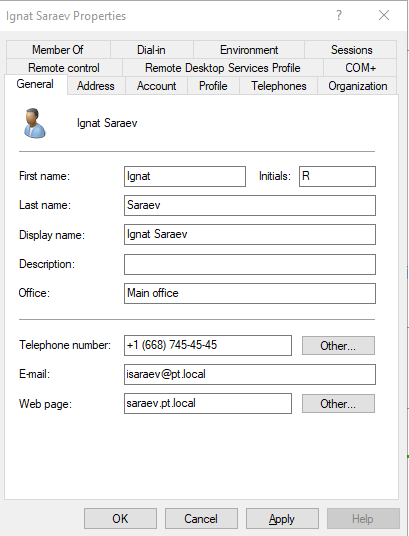 Ignat Saraev Properties ? ×
Member Of Dial-in Environment Sessions
Remote control Remote Desktop Services Profile COM+
General Address Account Profile Telephones Organization
Ignat Saraev
First name: Ignat Initials: R
Last name: Saraev
Display name: Ignat Saraev
Description:
Office: Main office
Telephone number: +1 (668) 745-45-45 Other...
E-mail: isaraev@pt.local
Web page: saraev.pt.local Other...
OK Cancel Apply Help